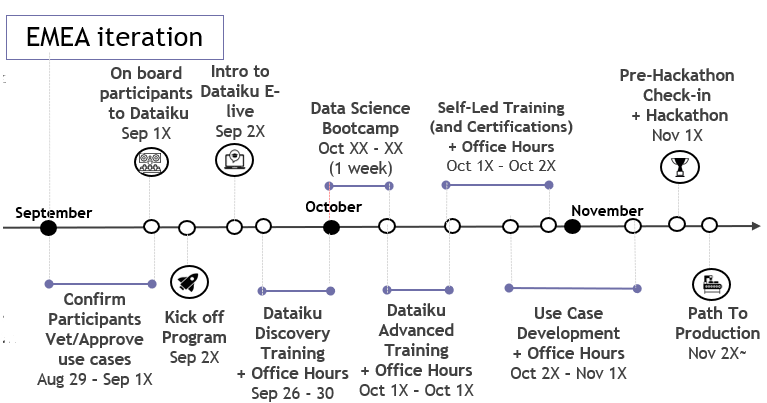 EMEA iteration
On board
participants
to Dataiku
Sep 1X
Intro to
Dataiku E-
live
Sep 2X
Data Science
Bootcamp
Oct XX - XX
(1 week)
Self-Led Training
(and Certifications)
+ Office Hours
Oct 1X - Oct 2X
Pre-Hackathon
Check-in
+ Hackathon
Nov 1X
September
October
November
Confirm
Participants
Vet/Approve
use cases
Aug 29 - Sep 1X
Kick off
Program
Sep 2X
Dataiku
Discovery
Training
+ Office Hours
Sep 26 - 30
Dataiku
Advanced
Training
+ Office Hours
Oct 1X - Oct 1X
Use Case
Development
+ Office Hours
Oct 2X - Nov 1X
Path To
Production
Nov 2X~